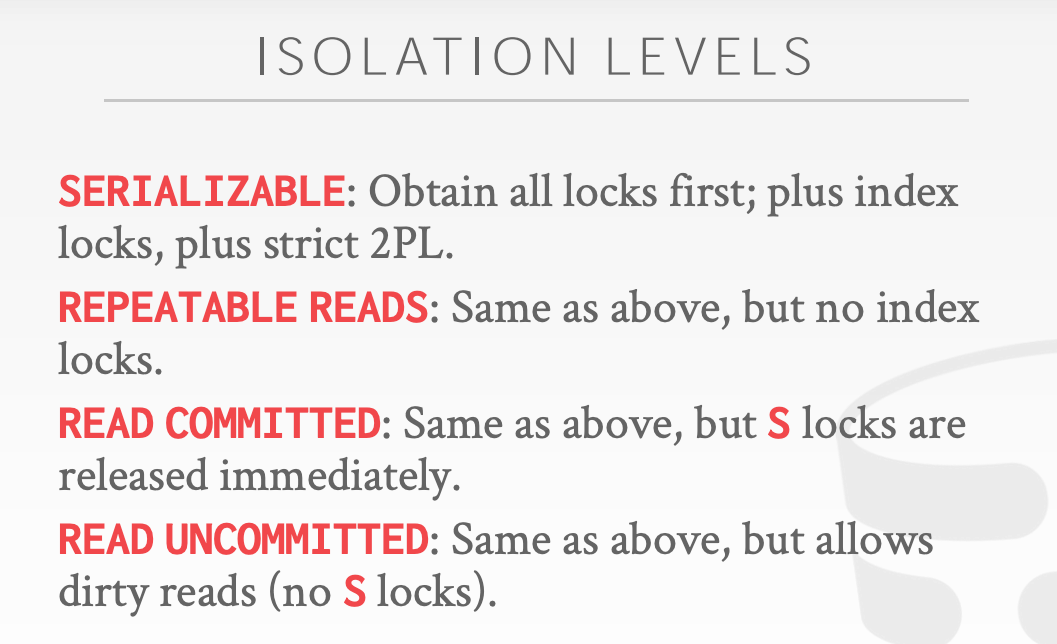 ISOLATION LEVELS
SERIALIZABLE: Obtain all locks first; plus index
locks, plus strict 2PL.
REPEATABLE READS: Same as above, but no index
locks.
READ COMMITTED: Same as above, but S locks are
released immediately.
READ UNCOMMITTED: Same as above, but allows
dirty reads (no S locks).